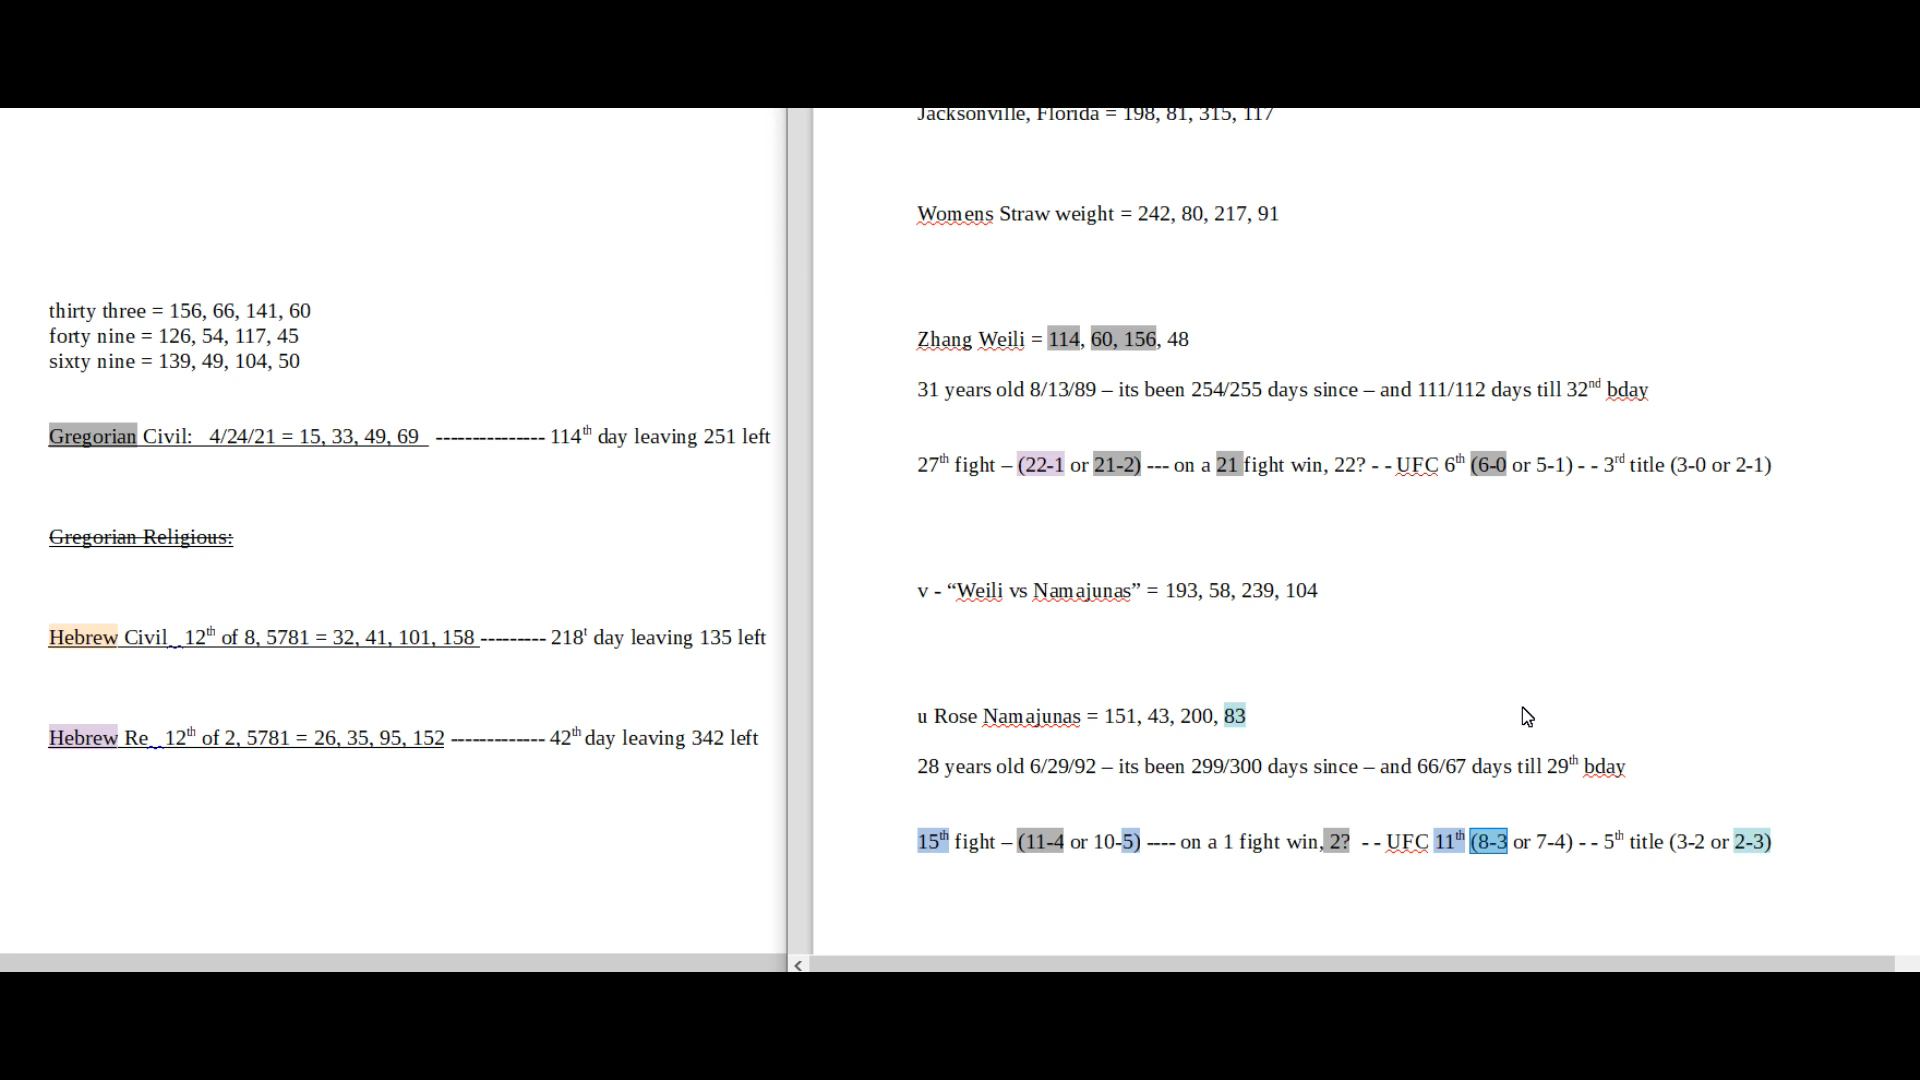 thirty three = 156, 66, 141, 60
forty nine = 126, 54, 117, 45
sixty nine = 139, 49, 104, 50
Gregorian Civil: 4/24/21 = 15, 33, 49, 69 --------------- 114th day leaving 251 left
Gregorian Religious:
Hebrew Civil 12th of 8, 5781 = 32, 41, 101, 158 --------- 218t day leaving 135 left
Hebrew Re 12th of 2, 5781 = 26, 35, 95, 152 ------------- 42th day leaving 342 left
Jacksonville, Florida = 198, 81, 315, 117
Womens Straw weight = 242, 80, 217, 91
Zhang Weili = 114, 60, 156, 48
31 years old 8/13/89 – its been 254/255 days since – and 111/112 days till 32nd bday
27th fight – (22-1 or 21-2) --- on a 21 fight win, 22? - - UFC 6th (6-0 or 5-1) - - 3rd title (3-0 or 2-1)
v - “Weili vs Namajunas” = 193, 58, 239, 104
u Rose Namajunas = 151, 43, 200, 83
28 years old 6/29/92 – its been 299/300 days since – and 66/67 days till 29th bday
15th fight – (11-4 or 10-5) ---- on a 1 fight win, 2? - - UFC 11th (8-3 or 7-4) - - 5th title (3-2 or 2-3)